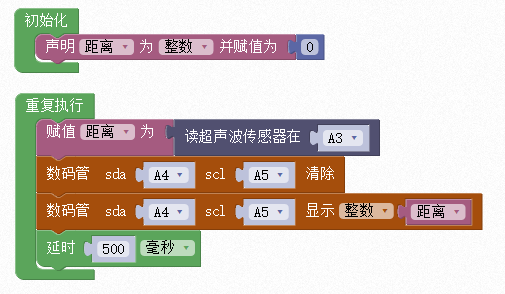 初始化
声明 距离 为 整数 并赋值为 0
重复执行
赋值 距离 为 读超声波传感器在 A3
数码管 sda A4 scl A5 清除
数码管 sda A4 scl A5 显示 整数 距离
延时 500 毫秒